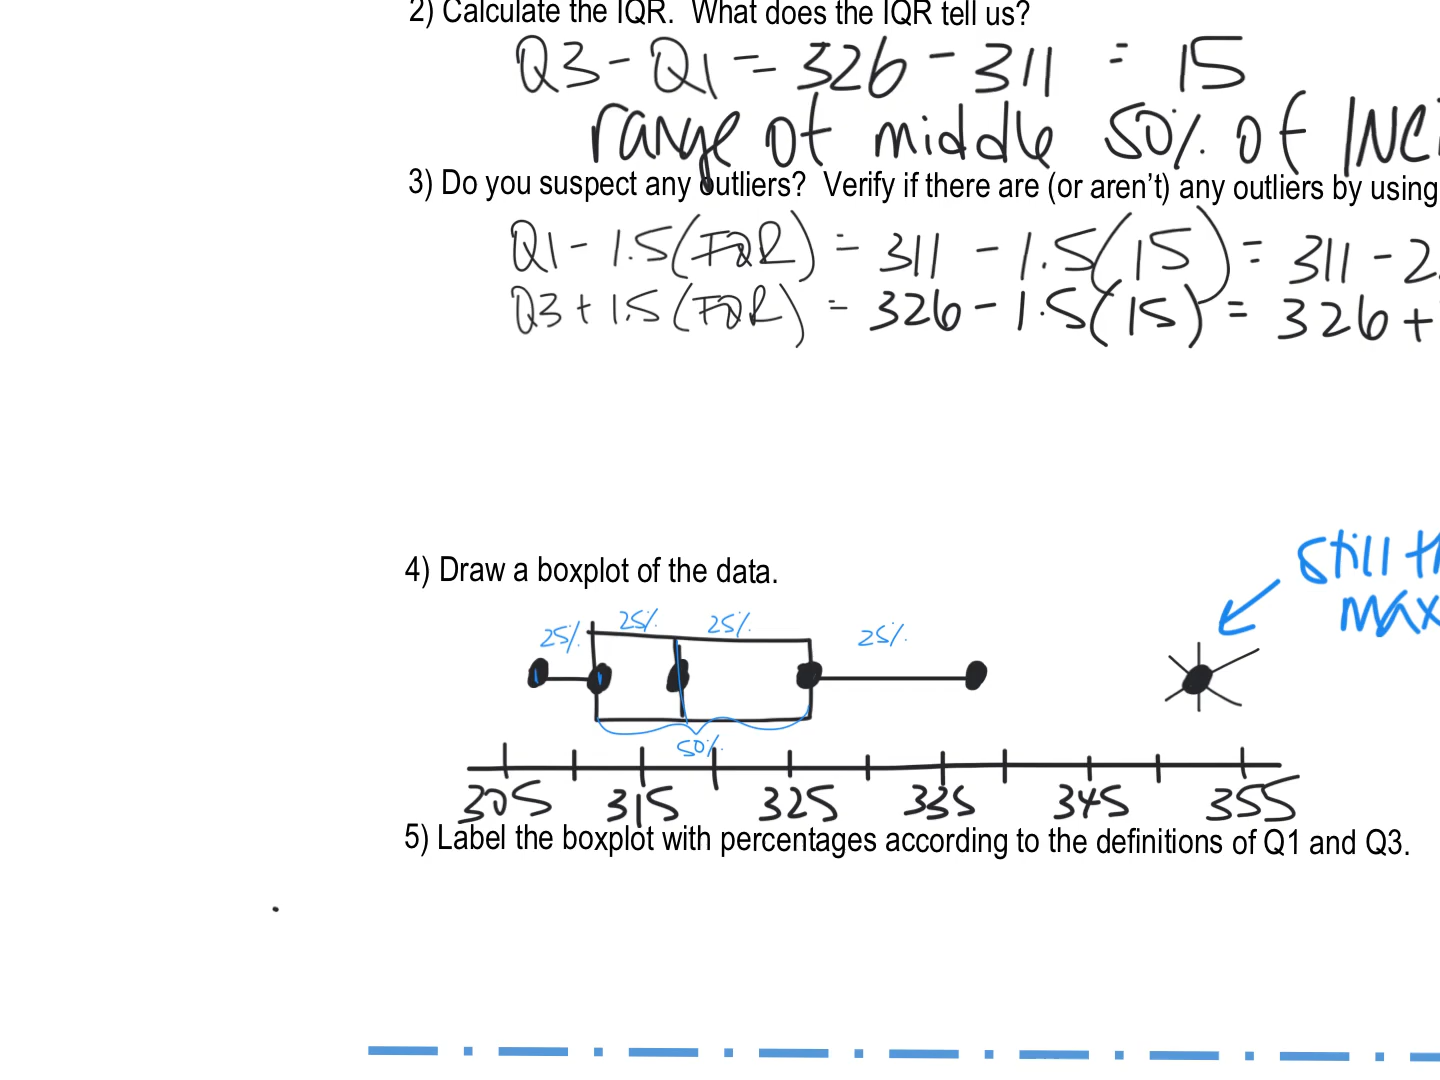 2) Calculate the IQR. What does the IQR tell us?
Q3 - Q1 = 326 - 311 = 15
range of middle 50% of
3) Do you suspect any outliers? Verify if there are (or aren't) any outliers by using
Q1 - 1.5(IQR) = 311 - 1.5(15) = 311 - 2
Q3 + 1.5(IQR) = 326 - 1.5(15) = 326 +
still
max
4) Draw a boxplot of the data.
25% 25% 25% 25%
50%
305 315 325 335 345 355
5) Label the boxplot with percentages according to the definitions of Q1 and Q3.